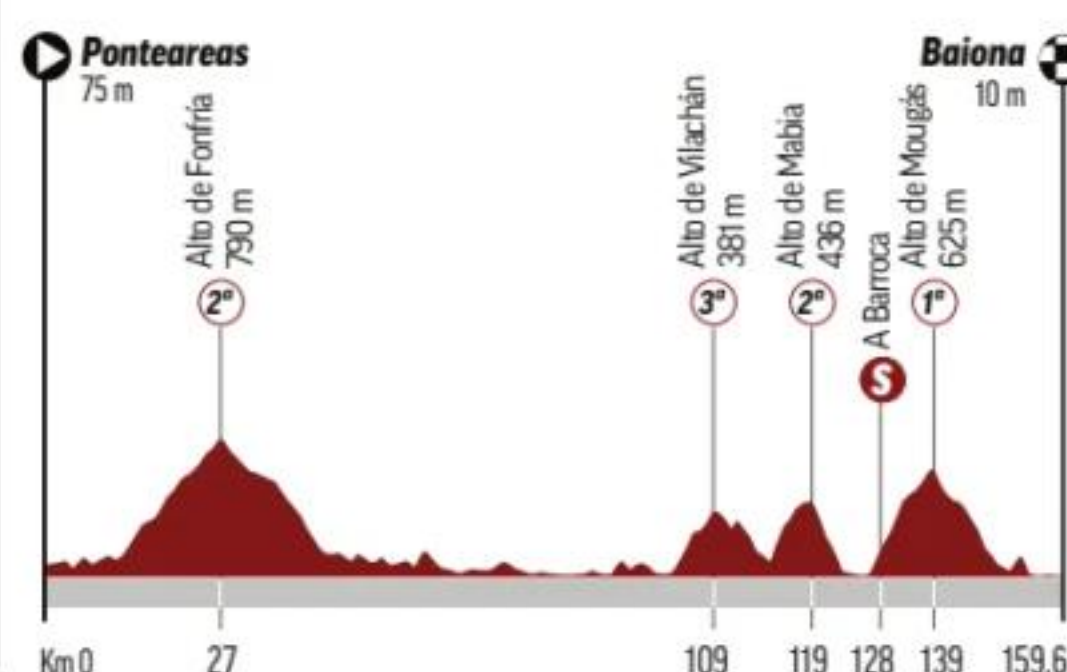 Ponteareas
75 m
Alto de Fonfría
790 m
2ª
Alto de Vilachán
381 m
3ª
Alto de Mabia
436 m
2ª
A Barroca
S
Alto de Mougás
625 m
1ª
Baiona
10 m
Km 0
27
109
119
128
139
159.6